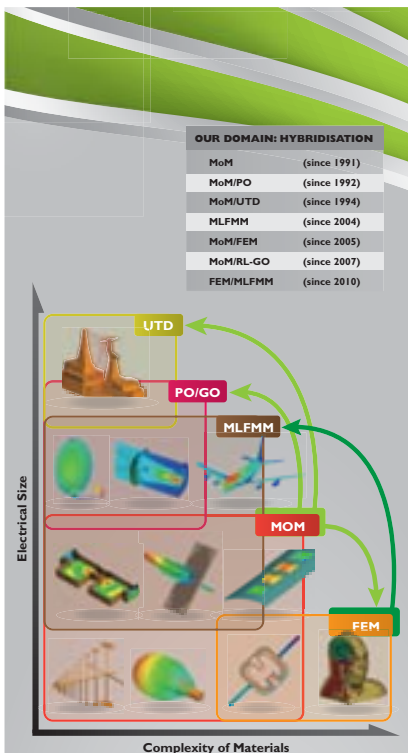 OUR DOMAIN: HYBRIDISATION
MoM (since 1991)
MoM/PO (since 1992)
MoM/UTD (since 1994)
MLFMM (since 2004)
MoM/FEM (since 2005)
MoM/RL-GO (since 2007)
FEM/MLFMM (since 2010)
UTD
PO/GO
MLFMM
MOM
FEM
Electrical Size
Complexity of Materials